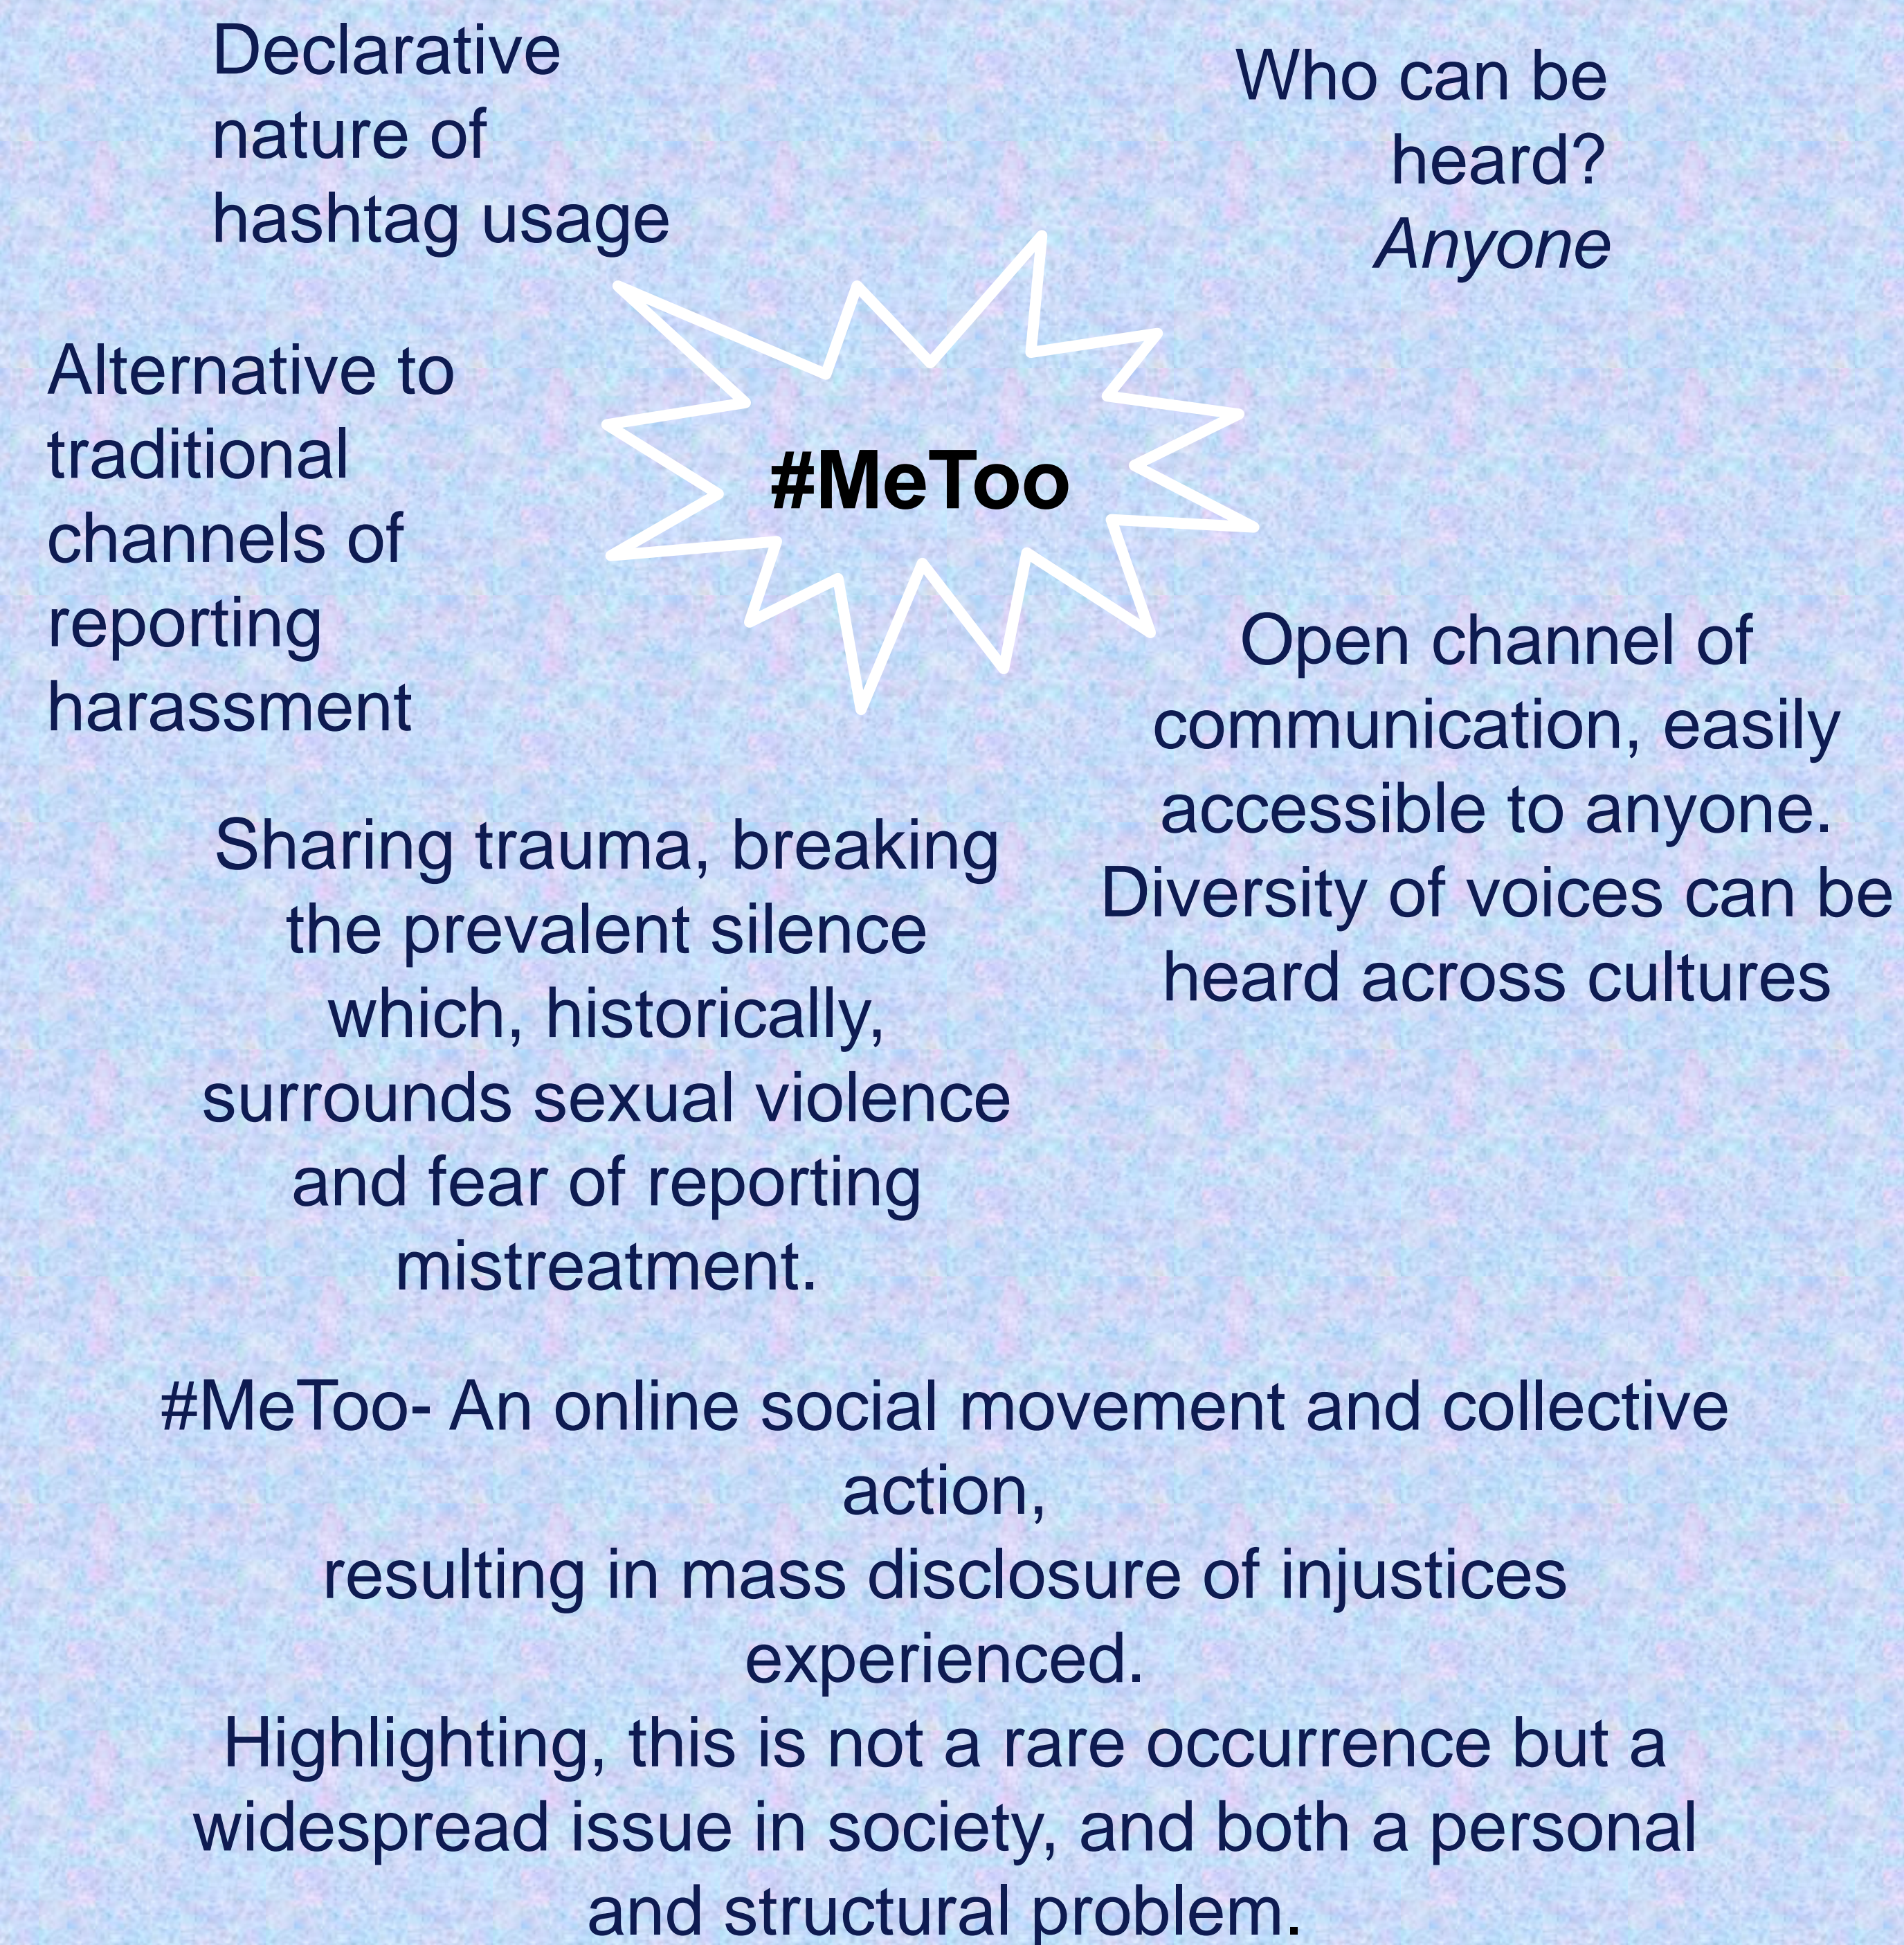 Declarative
nature of
hashtag usage
Who can be
heard?
Anyone
Alternative to
traditional
channels of
reporting
harassment
#MeToo
Open channel of
communication, easily
accessible to anyone.
Diversity of voices can be
heard across cultures
Sharing trauma, breaking
the prevalent silence
which, historically,
surrounds sexual violence
and fear of reporting
mistreatment.
#MeToo- An online social movement and collective
action,
resulting in mass disclosure of injustices
experienced.
Highlighting, this is not a rare occurrence but a
widespread issue in society, and both a personal
and structural problem.